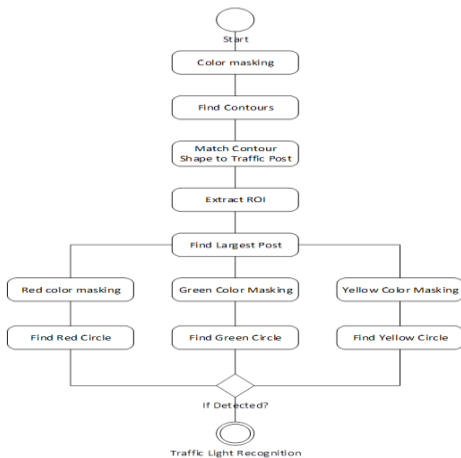 Start
Color masking
Find Contours
Match Contour
Shape to Traffic Post
Extract ROI
Find Largest Post
Red color masking
Green Color Masking
Yellow Color Masking
Find Red Circle
Find Green Circle
Find Yellow Circle
If Detected?
Traffic Light Recognition